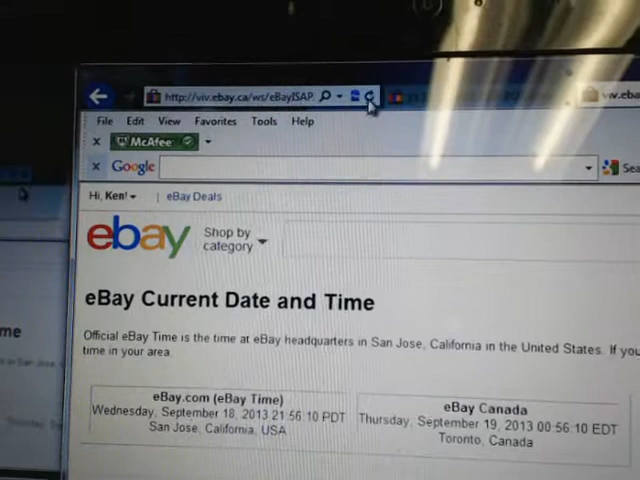 http://viv.ebay.ca/ws/eBayISAP
File Edit View Favorites Tools Help
X McAfee
X Google
Hi, Ken! | eBay Deals
ebay Shop by
category
eBay Current Date and Time
Official eBay Time is the time at eBay headquarters in San Jose, California in the United States. If you
time in your area.
eBay.com (eBay Time)
Wednesday, September 18, 2013 21:56:10 PDT
San Jose, California, USA
eBay Canada
Thursday, September 19, 2013 00:56:10 EDT
Toronto, Canada
viv.eba
Sea
me